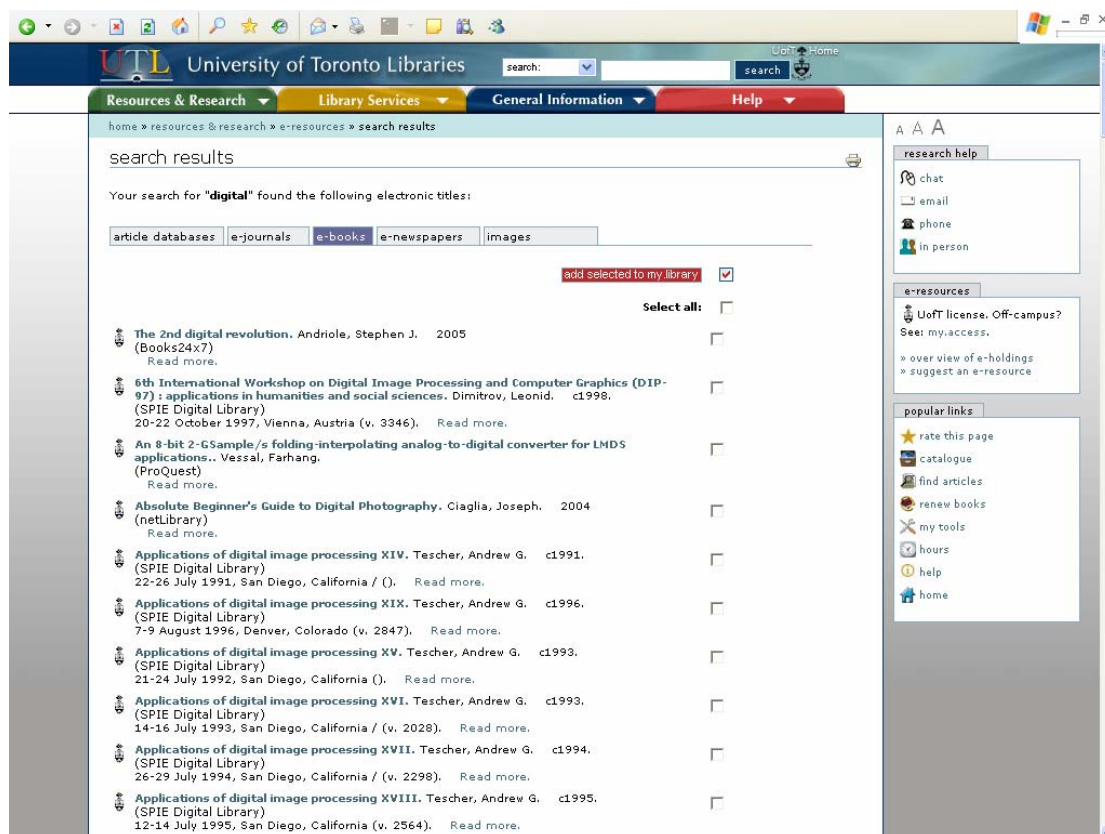 UofT Home
UTL University of Toronto Libraries search: search
Resources & Research Library Services General Information Help
home » resources & research » e-resources » search results
search results
Your search for "digital" found the following electronic titles:
article databases e-journals e-books e-newspapers images
add selected to my.library
Select all:
The 2nd digital revolution. Andriole, Stephen J. 2005
(Books24x7)
Read more.
6th International Workshop on Digital Image Processing and Computer Graphics (DIP-
97) : applications in humanities and social sciences. Dimitrov, Leonid. c1998.
(SPIE Digital Library)
20-22 October 1997, Vienna, Austria (v. 3346). Read more.
An 8-bit 2-GSample/s folding-interpolating analog-to-digital converter for LMDS
applications.. Vessal, Farhang.
(ProQuest)
Read more.
Absolute Beginner's Guide to Digital Photography. Ciaglia, Joseph. 2004
(netLibrary)
Read more.
Applications of digital image processing XIV. Tescher, Andrew G. c1991.
(SPIE Digital Library)
22-26 July 1991, San Diego, California / (). Read more.
Applications of digital image processing XIX. Tescher, Andrew G. c1996.
(SPIE Digital Library)
7-9 August 1996, Denver, Colorado (v. 2847). Read more.
Applications of digital image processing XV. Tescher, Andrew G. c1993.
(SPIE Digital Library)
21-24 July 1992, San Diego, California (). Read more.
Applications of digital image processing XVI. Tescher, Andrew G. c1993.
(SPIE Digital Library)
14-16 July 1993, San Diego, California / (v. 2028). Read more.
Applications of digital image processing XVII. Tescher, Andrew G. c1994.
(SPIE Digital Library)
26-29 July 1994, San Diego, California / (v. 2298). Read more.
Applications of digital image processing XVIII. Tescher, Andrew G. c1995.
(SPIE Digital Library)
12-14 July 1995, San Diego, California (v. 2564). Read more.
A A A
research help
chat
email
phone
in person
e-resources
UofT license. Off-campus?
See: my.access.
» over view of e-holdings
» suggest an e-resource
popular links
rate this page
catalogue
find articles
renew books
my tools
hours
help
home